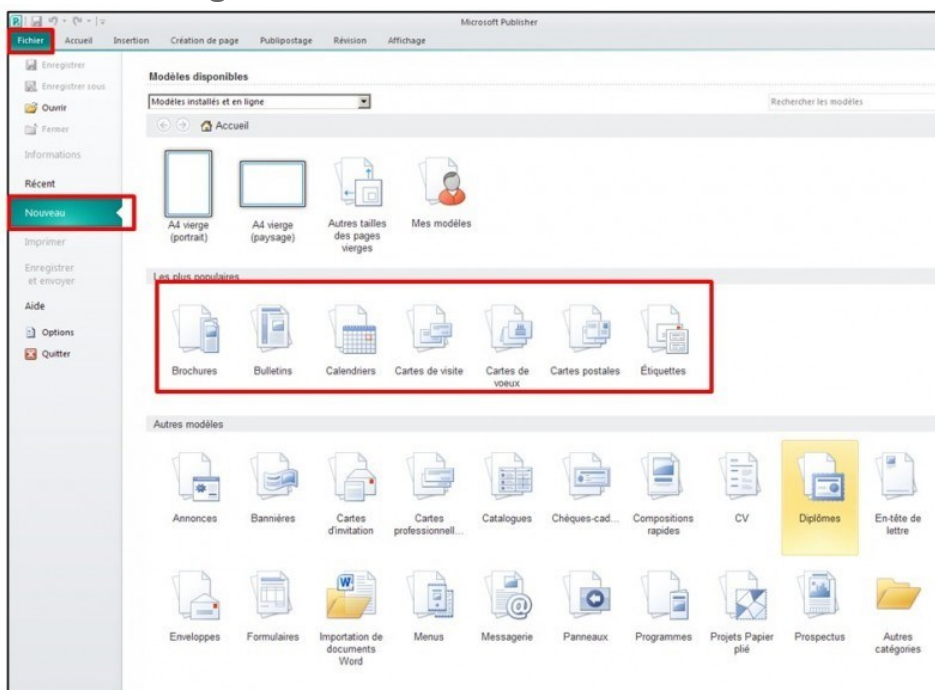 Microsoft Publisher
Fichier Accueil Insertion Création de page Publipostage Révision Affichage
Enregistrer
Enregistrer sous
Ouvrir
Fermer
Informations
Récent
Nouveau
Imprimer
Enregistrer
et envoyer
Aide
Options
Quitter
Modèles disponibles
Modèles installés et en ligne
Rechercher les modèles
Accueil
A4 vierge
(portrait)
A4 vierge
(paysage)
Autres tailles
des pages
vierges
Mes modèles
Les plus populaires
Brochures
Bulletins
Calendriers
Cartes de visite
Cartes de
voeux
Cartes postales
Étiquettes
Autres modèles
Annonces
Bannières
Cartes
d'invitation
Cartes
professionnell...
Catalogues
Chèques-cad...
Compositions
rapides
CV
Diplômes
En-tête de
lettre
Enveloppes
Formulaires
Importation de
documents
Word
Menus
Messagerie
Panneaux
Programmes
Projets Papier
plié
Prospectus
Autres
catégories